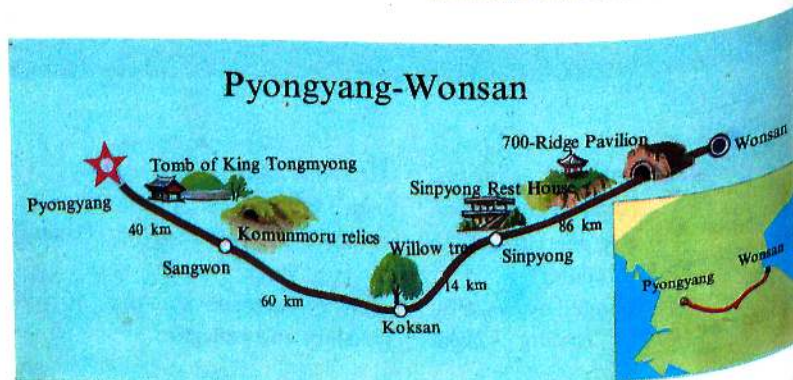 Pyongyang-Wonsan
700-Ridge Pavilion
Wonsan
Tomb of King Tongmyong
Sinpyong Rest House
Pyongyang
40 km
Komunmoru relics
86 km
Willow tree
Sinpyong
Sangwon
14 km
60 km
Koksan
Wonsan
Pyongyang